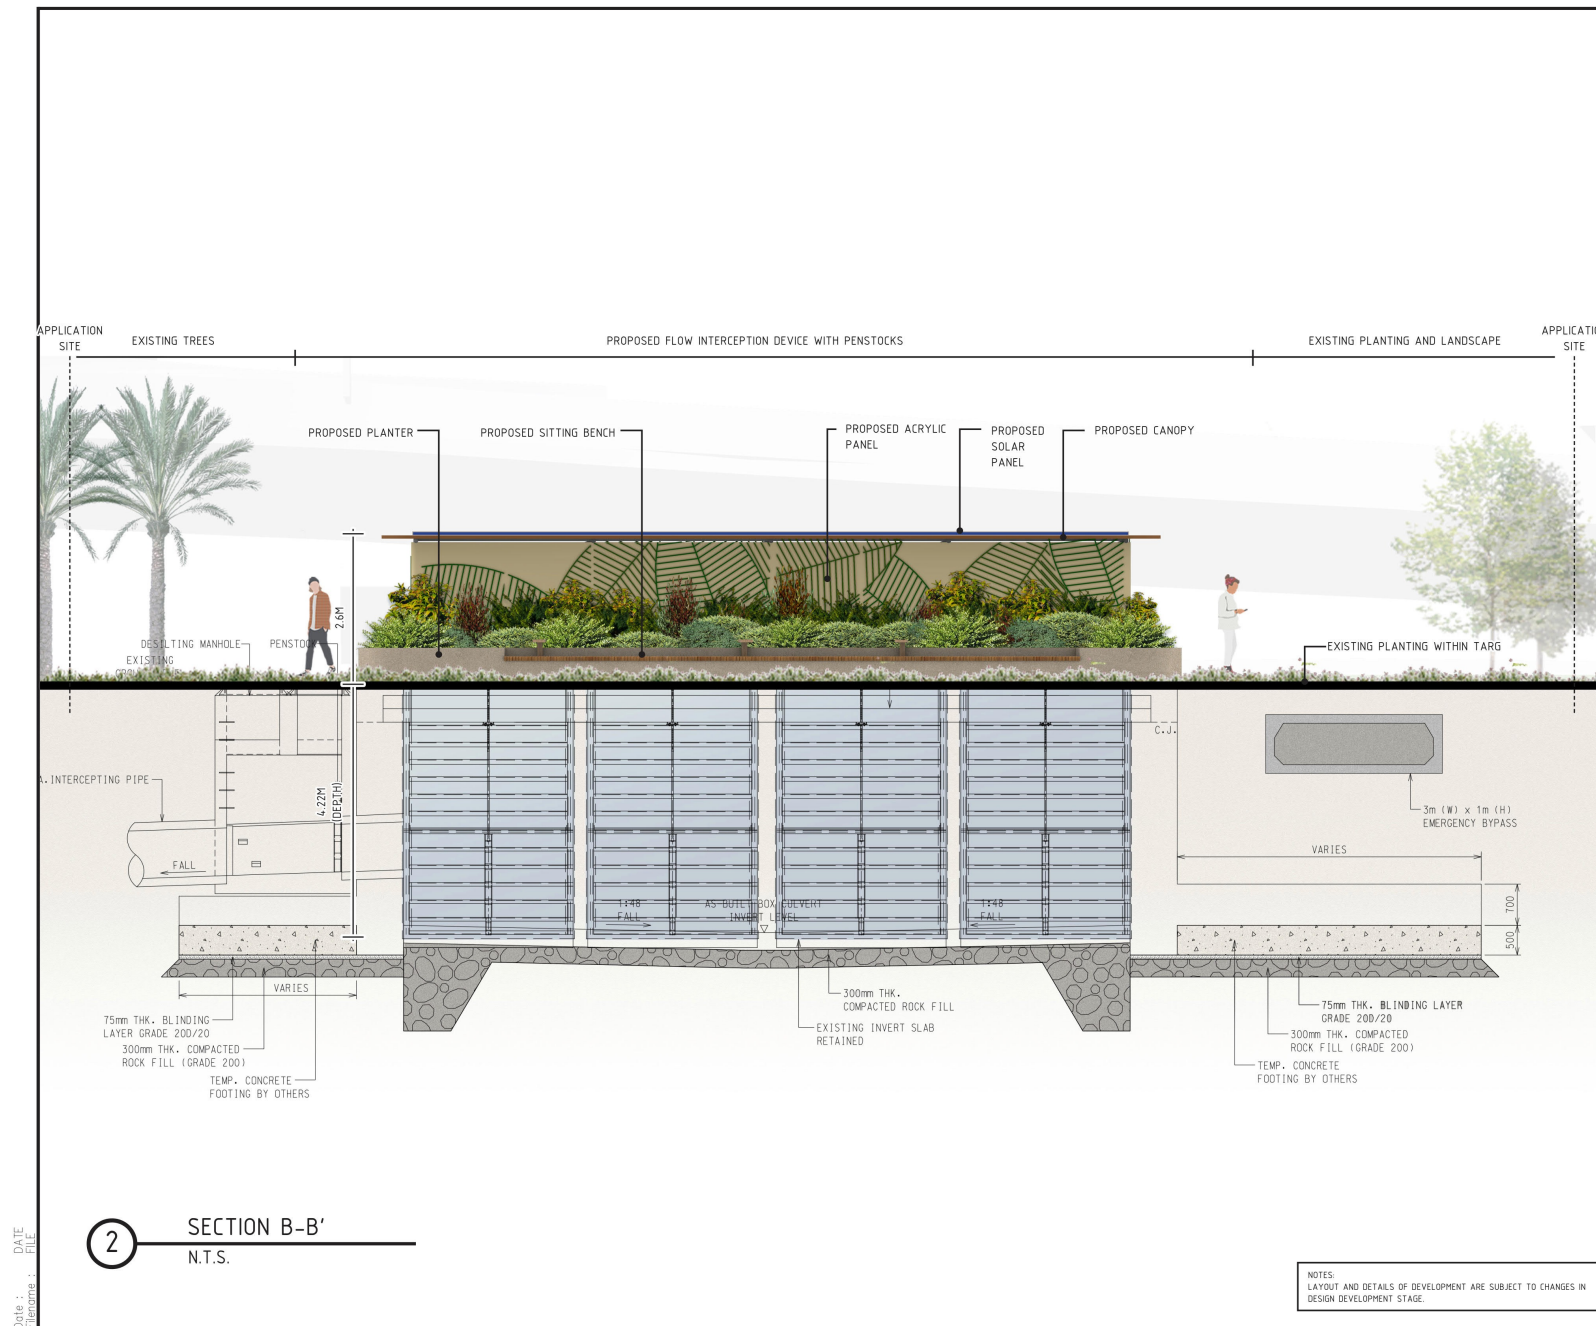 APPLICATION
SITE
EXISTING TREES
PROPOSED FLOW INTERCEPTION DEVICE WITH PENSTOCKS
EXISTING PLANTING AND LANDSCAPE
SITE
PROPOSED PLANTER
PROPOSED SITTING BENCH
PROPOSED ACRYLIC
PANEL
PROPOSED
SOLAR
PANEL
PROPOSED CANOPY
2.6M
DESILTING MANHOLE
PENSTOCK
EXISTING
EXISTING PLANTING WITHIN TARG
C.J.
A.INTERCEPTING PIPE
4.22M
(DEPTH)
3m (W) x 1m (H)
EMERGENCY BYPASS
FALL
VARIES
1:48
FALL
AS-BUILT BOX CULVERT
INVERT LEVEL
1:48
FALL
700
500
VARIES
300mm THK.
COMPACTED ROCK FILL
EXISTING INVERT SLAB
RETAINED
75mm THK. BLINDING
LAYER GRADE 20D/20
300mm THK. COMPACTED
ROCK FILL (GRADE 200)
TEMP. CONCRETE
FOOTING BY OTHERS
75mm THK. BLINDING LAYER
GRADE 20D/20
300mm THK. COMPACTED
ROCK FILL (GRADE 200)
TEMP. CONCRETE
FOOTING BY OTHERS
2
SECTION B-B'
N.T.S.
DATE
FILE
Date :
Filename :
NOTES:
LAYOUT AND DETAILS OF DEVELOPMENT ARE SUBJECT TO CHANGES IN
DESIGN DEVELOPMENT STAGE.